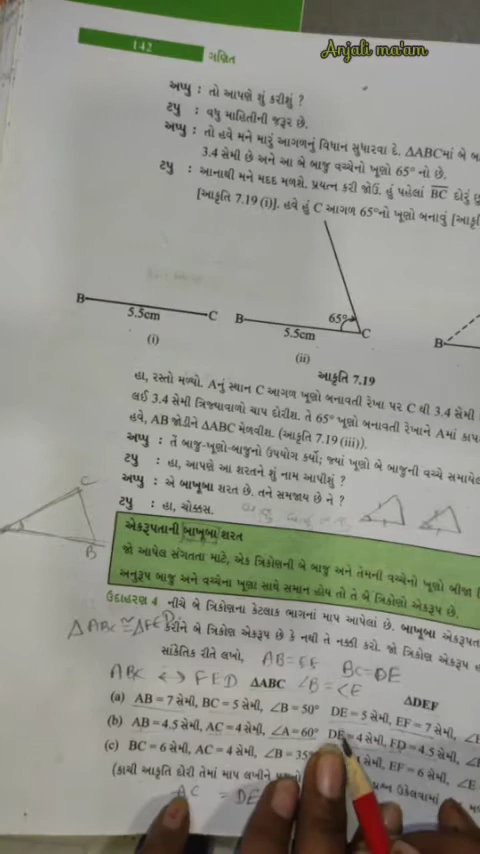 Anjali ma'am
142
ગણિત
અપ્પુ : તો આપણે શું કરીશું ?
ટપુ : વધુ માહિતીની જરૂર છે.
અપ્પુ : તો હવે મને મારું આગળનું વિધાન સુધારવા દે. ΔABCમાં બે બ
3.4 સેમી છે અને આ બે બાજુ વચ્ચેનો ખૂણો 65° નો છે.
ટપુ : આનાથી મને મદદ મળશે. પ્રયત્ન કરી જોઉં. હું પહેલાં BC દોરું છું
[આકૃતિ 7.19 (i)]. હવે હું C આગળ 65°નો ખૂણો બનાવું [આકૃ
B 5.5cm C
(i)
B 5.5cm 65° C
(ii)
B
આકૃતિ 7.19
હા, રસ્તો મળ્યો. Aનું સ્થાન C આગળ ખૂણો બનાવતી રેખા પર C થી 3.4 સેમી
લઈ 3.4 સેમી ત્રિજ્યાવાળો ચાપ દોરીશ. તે 65° ખૂણો બનાવતી રેખાને Aમાં કાપ
હવે, AB જોડીને ΔABC મેળવીશ. (આકૃતિ 7.19 (iii)).
અપ્પુ : તેં બાજુ-ખૂણો-બાજુનો ઉપયોગ કર્યો; જ્યાં ખૂણો બે બાજુની વચ્ચે સમાયેલ
ટપુ : હા, આપણે આ શરતને શું નામ આપીશું ?
અપ્પુ : એ બાખૂબા શરત છે. તને સમજાય છે ને ?
ટપુ : હા, ચોક્કસ.
C
B
એકરૂપતાની બાખૂબા શરત
જો આપેલ સંગતતા માટે, એક ત્રિકોણની બે બાજુ અને તેમની વચ્ચેનો ખૂણો બીજા
અનુરૂપ બાજુ અને વચ્ચેના ખૂણા સાથે સમાન હોય તો તે બે ત્રિકોણો એકરૂપ છે.
ઉદાહરણ 4 નીચે બે ત્રિકોણના કેટલાક ભાગનાં માપ આપેલાં છે. બાખૂબા એકરૂપત
ΔABC ≅ ΔFED
કરીને બે ત્રિકોણ એકરૂપ છે કે નથી તે નક્કી કરો. જો ત્રિકોણ એકરૂપ હ
સાંકેતિક રીતે લખો,
AB=FE BC=DE
ABC ↔ FED ∠B=∠E
ΔABC ΔDEF
(a) AB = 7 સેમી, BC = 5 સેમી, ∠B = 50° DE = 5 સેમી, EF = 7 સેમી, ∠E
(b) AB = 4.5 સેમી, AC = 4 સેમી, ∠A = 60° DE = 4 સેમી, FD = 4.5 સેમી,
(c) BC = 6 સેમી, AC = 4 સેમી, ∠B = 35° સેમી, EF = 6 સેમી, ∠E
(કાચી આકૃતિ દોરી તેમાં માપ લખીને ઉકેલવામાં
AC = DE